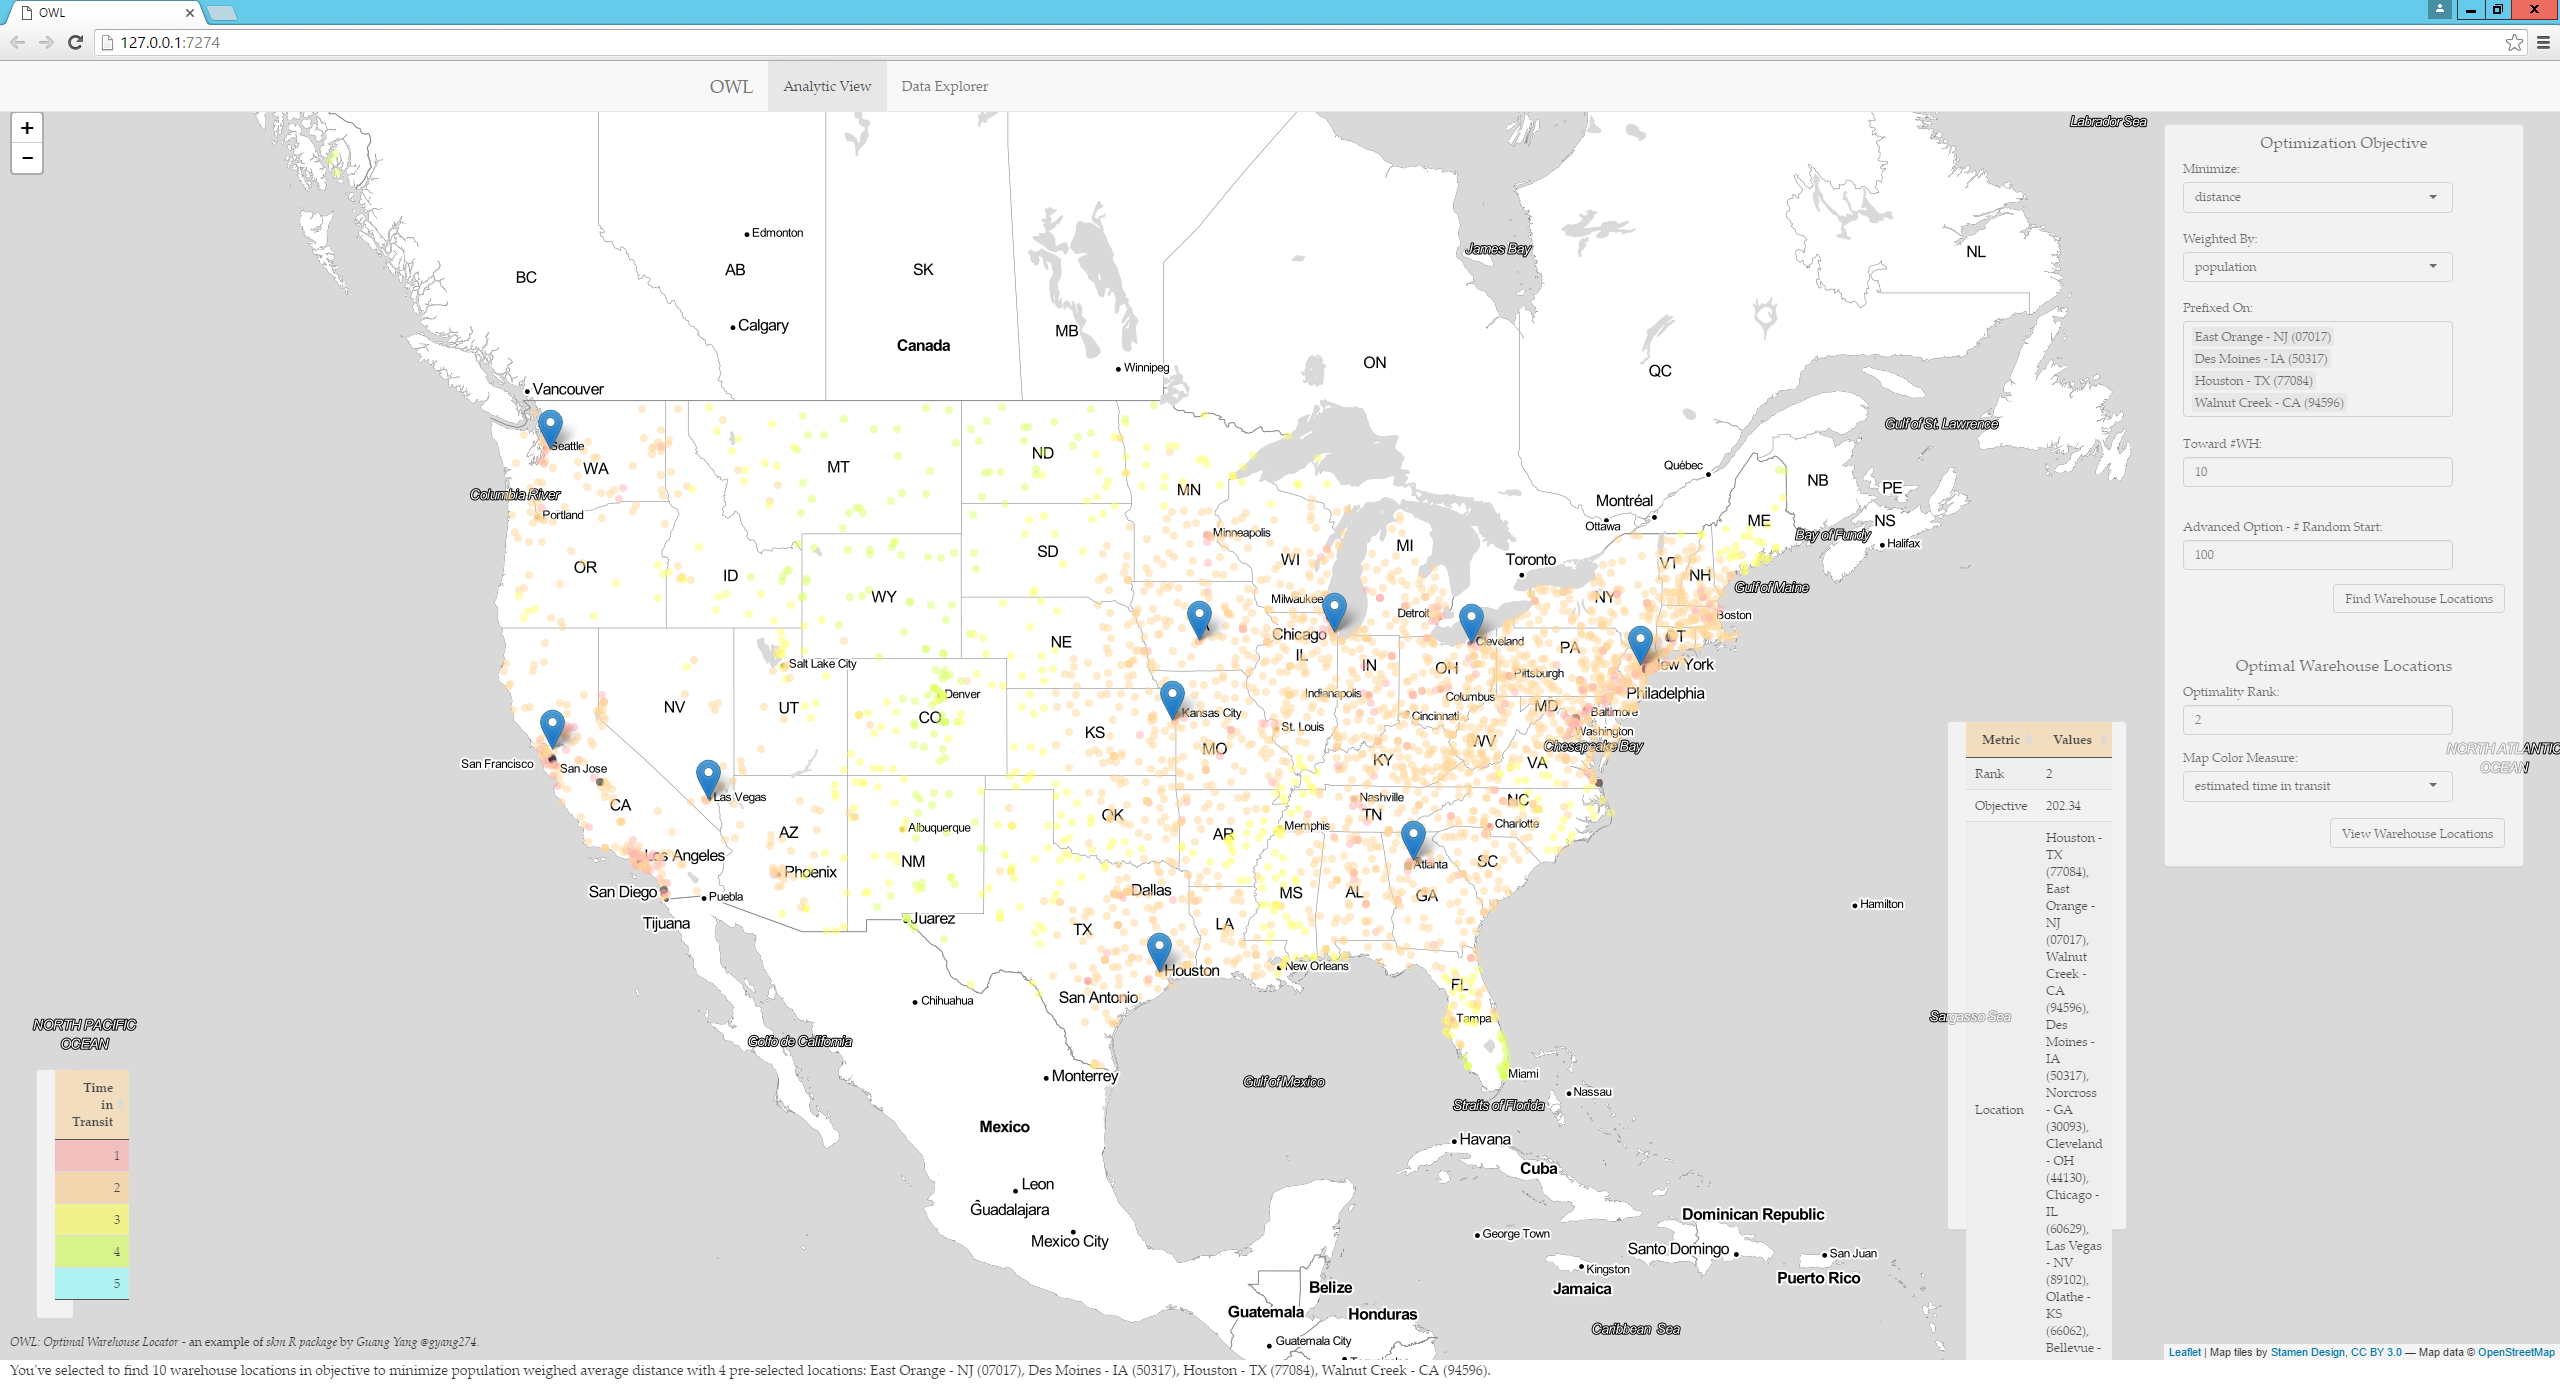 OWL
127.0.0.1:7274
OWL
Analytic View
Data Explorer
+
−
Labrador Sea
Edmonton
BC
AB
SK
NL
James Bay
Calgary
MB
Canada
ON
QC
Winnipeg
Vancouver
Gulf of St. Lawrence
Seattle
WA
MT
ND
Québec
NB
PE
MN
Columbia River
Montréal
Portland
Ottawa
ME
NS
Minneapolis
Bay of Fundy
Halifax
OR
ID
SD
WI
MI
Toronto
VT
NH
Gulf of Maine
WY
Milwaukee
Detroit
NY
Boston
NE
Chicago
Cleveland
CT
IL
IN
OH
PA
New York
Salt Lake City
Pittsburgh
Denver
Indianapolis
Columbus
Philadelphia
NV
UT
CO
Kansas City
Cincinnati
MD
Baltimore
KS
St. Louis
WV
Washington
MO
Chesapeake Bay
San Francisco
San Jose
KY
VA
CA
Las Vegas
Nashville
NC
OK
TN
AZ
Albuquerque
AR
Memphis
Charlotte
Los Angeles
NM
Atlanta
SC
Phoenix
San Diego
Puebla
Dallas
MS
AL
GA
Tijuana
Juarez
TX
LA
Hamilton
Houston
New Orleans
FL
San Antonio
Chihuahua
Tampa
Sargasso Sea
NORTH PACIFIC
OCEAN
Golfo de California
Monterrey
Gulf of Mexico
Miami
Nassau
Straits of Florida
Mexico
Havana
Cuba
Leon
Guadalajara
Mexico City
Dominican Republic
George Town
Santo Domingo
San Juan
Kingston
Puerto Rico
Jamaica
Belize
Guatemala
Honduras
Guatemala City
Caribbean Sea
NORTH ATLANTIC
OCEAN
Optimization Objective
Minimize:
distance
Weighted By:
population
Prefixed On:
East Orange - NJ (07017)
Des Moines - IA (50317)
Houston - TX (77084)
Walnut Creek - CA (94596)
Toward #WH:
10
Advanced Option - # Random Start:
100
Find Warehouse Locations
Optimal Warehouse Locations
Optimality Rank:
2
Map Color Measure:
estimated time in transit
View Warehouse Locations
Metric Values
Rank 2
Objective 202.34
Location
Houston -
TX
(77084),
East
Orange -
NJ
(07017),
Walnut
Creek -
CA
(94596),
Des
Moines -
IA
(50317),
Norcross
- GA
(30093),
Cleveland
- OH
(44130),
Chicago -
IL
(60629),
Las Vegas
- NV
(89102),
Olathe -
KS
(66062),
Bellevue -
Time
in
Transit
1
2
3
4
5
OWL: Optimal Warehouse Locator - an example of skm R package by Guang Yang @gyang274.
Leaflet | Map tiles by Stamen Design, CC BY 3.0 — Map data © OpenStreetMap
You've selected to find 10 warehouse locations in objective to minimize population weighed average distance with 4 pre-selected locations: East Orange - NJ (07017), Des Moines - IA (50317), Houston - TX (77084), Walnut Creek - CA (94596).